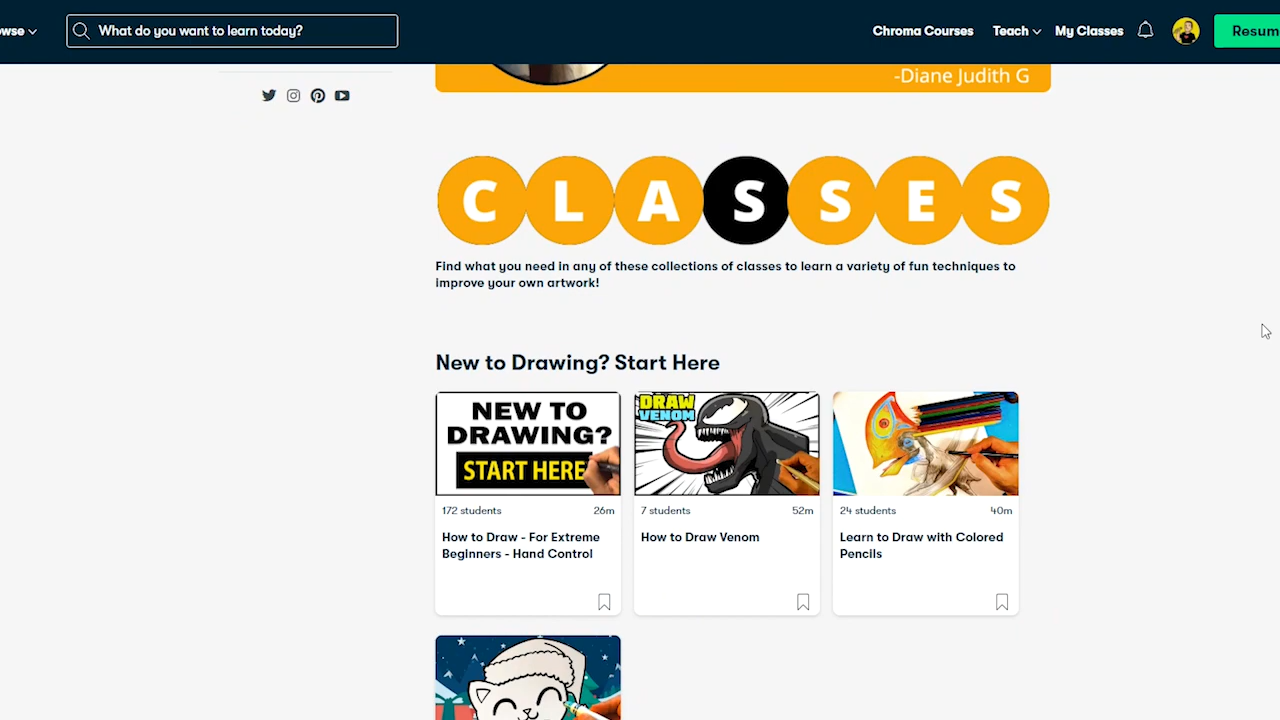 What do you want to learn today?
Chroma Courses
Teach
My Classes
-Diane Judith G
CLASSES
Find what you need in any of these collections of classes to learn a variety of fun techniques to
improve your own artwork!
New to Drawing? Start Here
NEW TO
DRAWING?
START HERE
172 students
26m
How to Draw - For Extreme
Beginners - Hand Control
DRAW
VENOM
7 students
52m
How to Draw Venom
24 students
40m
Learn to Draw with Colored
Pencils